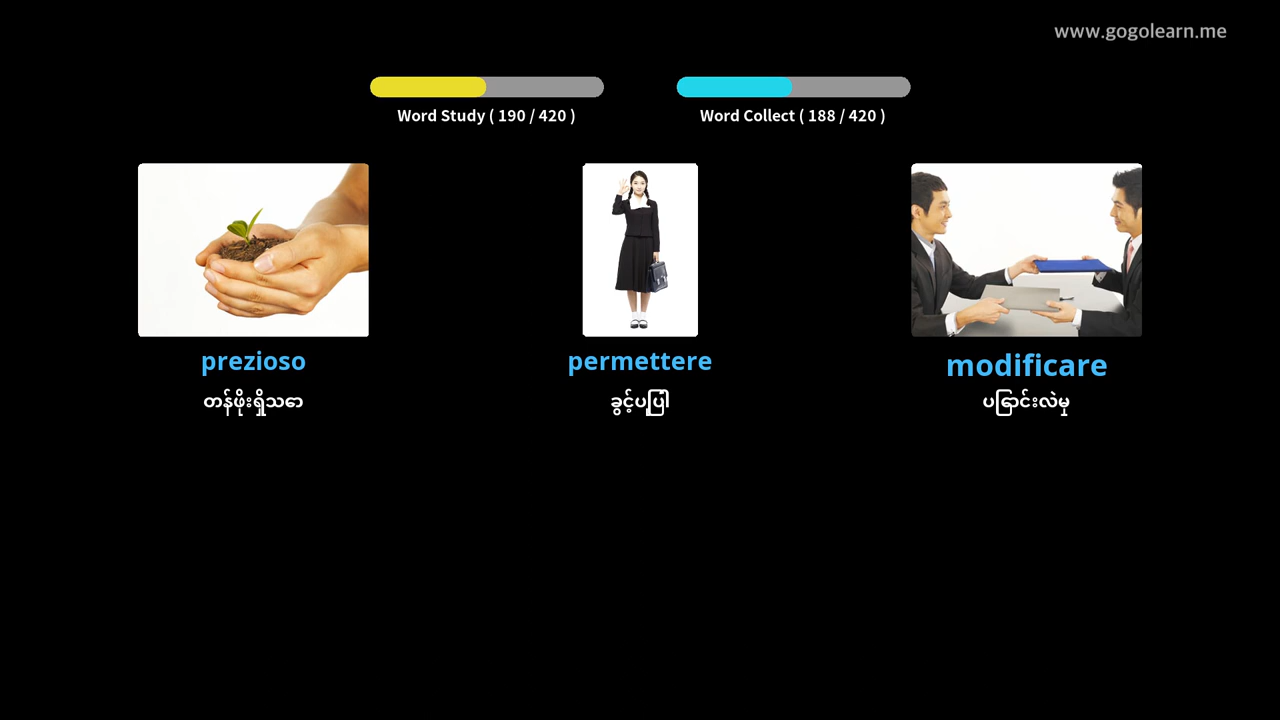 www.gogolearn.me
Word Study ( 190 / 420 )
Word Collect ( 188 / 420 )
prezioso
permettere
modificare
တန်ဖိုးရှိသော
ခွင့်ပြုပါ
ပြောင်းလဲမှု